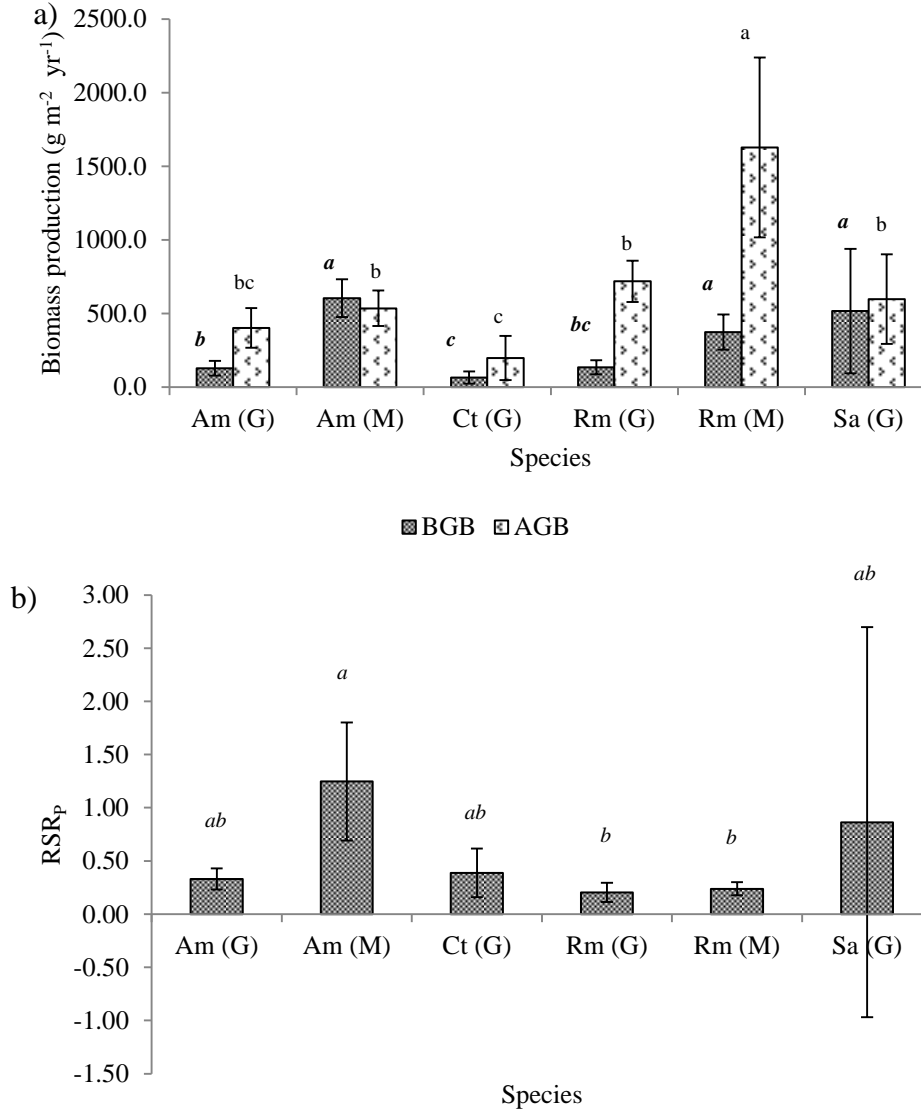 a)
Biomass production (g m⁻² yr⁻¹)
2500.0
2000.0
1500.0
1000.0
500.0
0.0
b
bc
a
b
c
c
bc
b
a
a
a
b
Am (G) Am (M) Ct (G) Rm (G) Rm (M) Sa (G)
Species
BGB AGB
b)
RSR_P
3.00
2.50
2.00
1.50
1.00
0.50
0.00
-0.50
-1.00
-1.50
ab
a
ab
b
b
ab
Am (G) Am (M) Ct (G) Rm (G) Rm (M) Sa (G)
Species